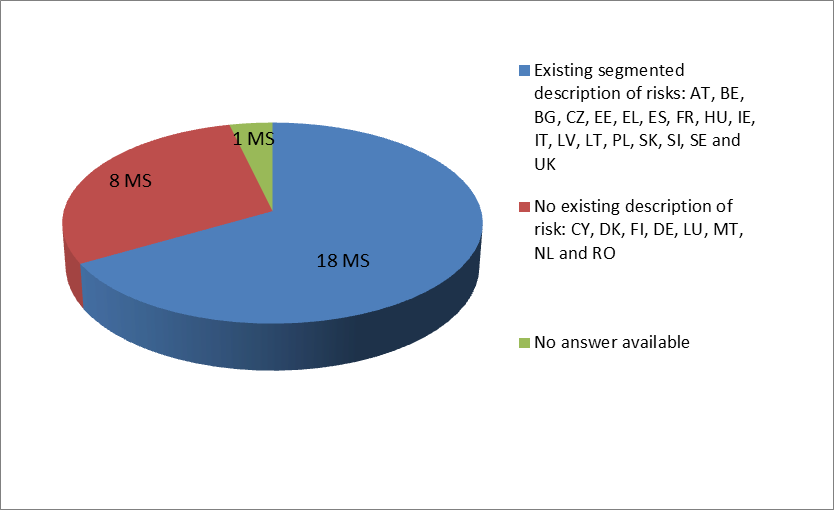 1 MS
8 MS
18 MS
Existing segmented
description of risks: AT, BE,
BG, CZ, EE, EL, ES, FR, HU, IE,
IT, LV, LT, PL, SK, SI, SE and
UK
No existing description of
risk: CY, DK, FI, DE, LU, MT,
NL and RO
No answer available